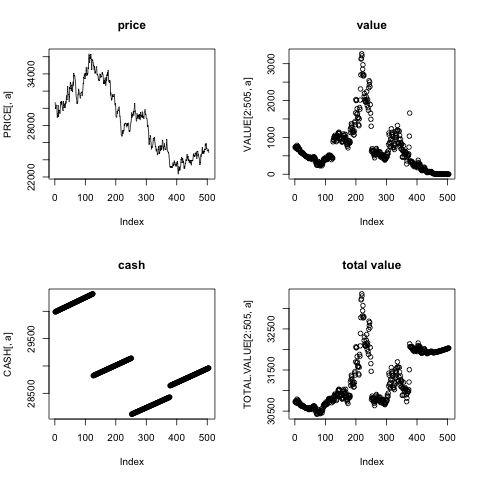 price
PRICE[, a]
22000 25000 28000 34000
0 100 200 300 400 500
Index
value
VALUE[2:505, a]
0 1000 2000 3000
0 100 200 300 400 500
Index
cash
CASH[, a]
28500 29500
0 100 200 300 400 500
Index
total value
TOTAL.VALUE[2:505, a]
30500 31500 32500
0 100 200 300 400 500
Index